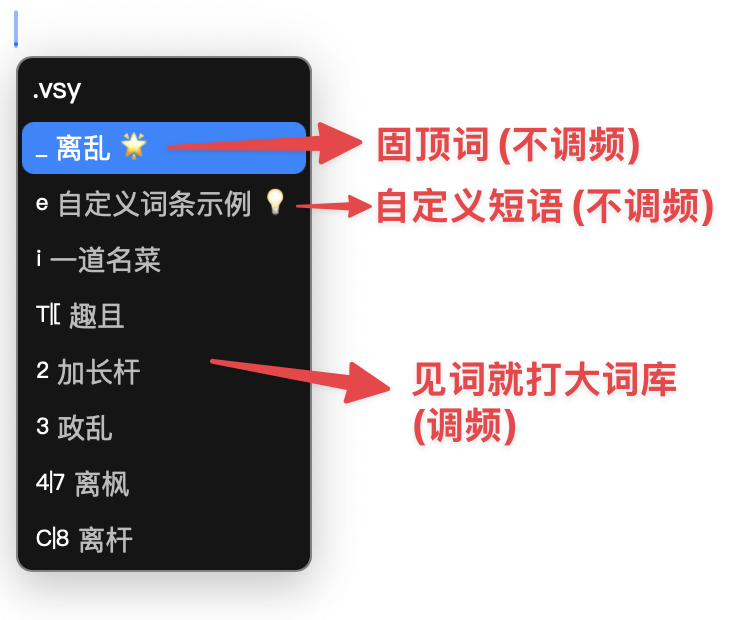 .vsy
_ 离乱 🌟 固顶词 (不调频)
e 自定义词条示例 💡 自定义短语 (不调频)
i 一道名菜
T⟦ 趣且
2 加长杆 见词就打大词库
3 政乱 (调频)
4|7 离枫
C|8 离杆